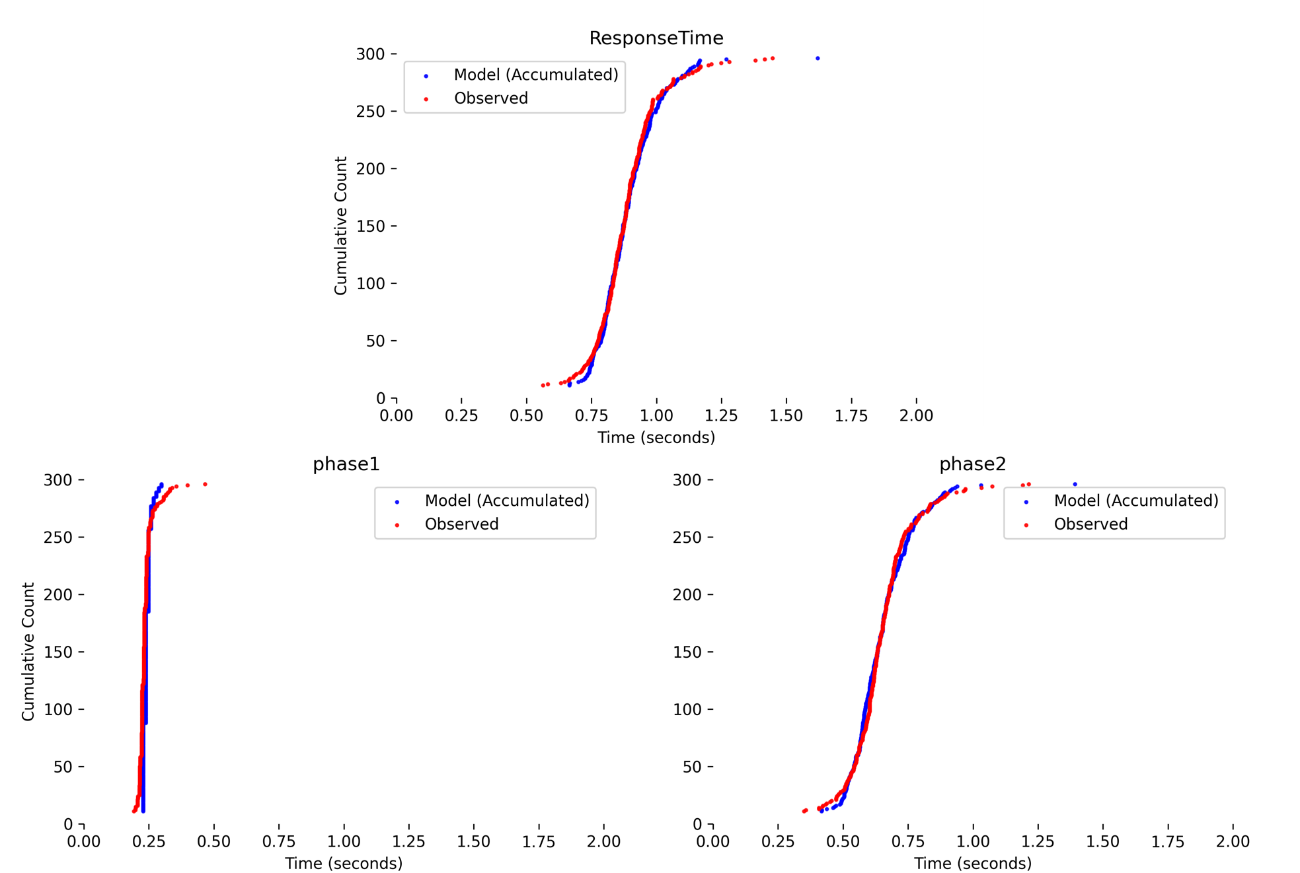 ResponseTime
300
250
200
150
100
50
0
Cumulative Count
Model (Accumulated)
Observed
0.00 0.25 0.50 0.75 1.00 1.25 1.50 1.75 2.00
Time (seconds)
phase1
300
250
200
150
100
50
0
Cumulative Count
Model (Accumulated)
Observed
0.00 0.25 0.50 0.75 1.00 1.25 1.50 1.75 2.00
Time (seconds)
phase2
300
250
200
150
100
50
0
Model (Accumulated)
Observed
0.00 0.25 0.50 0.75 1.00 1.25 1.50 1.75 2.00
Time (seconds)